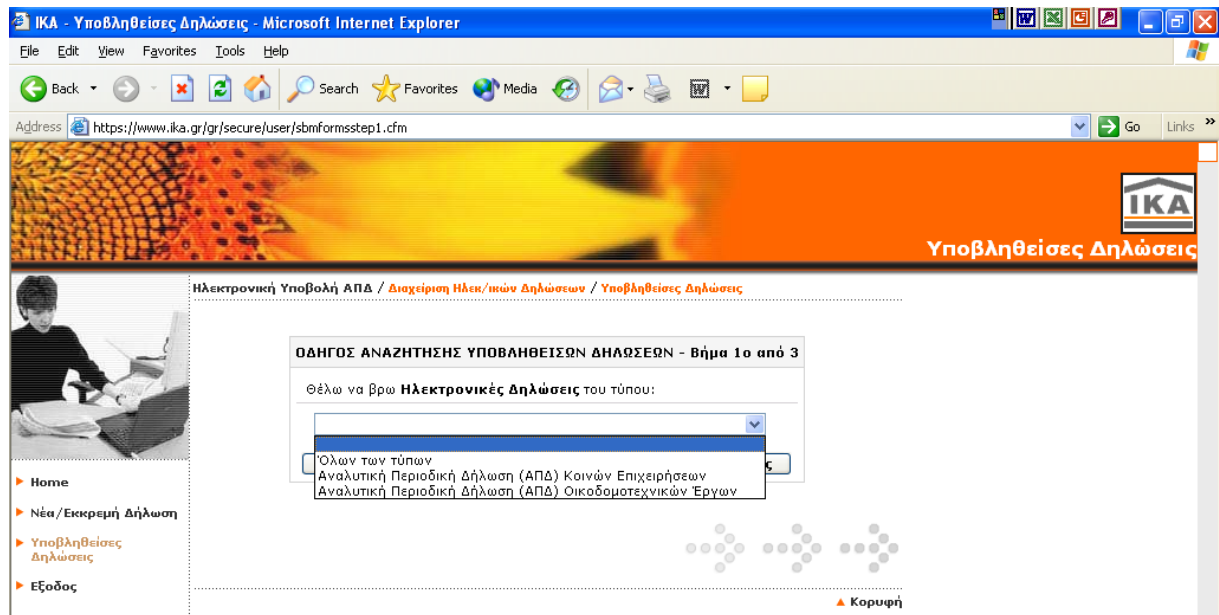 IKA - Υποβληθείσες Δηλώσεις - Microsoft Internet Explorer
File Edit View Favorites Tools Help
Back Search Favorites Media
Address https://www.ika.gr/gr/secure/user/sbmformsstep1.cfm Go Links »
IKA
Υποβληθείσες Δηλώσεις
Ηλεκτρονική Υποβολή ΑΠΔ / Διαχείριση Ηλεκ/ικών Δηλώσεων / Υποβληθείσες Δηλώσεις
ΟΔΗΓΟΣ ΑΝΑΖΗΤΗΣΗΣ ΥΠΟΒΛΗΘΕΙΣΩΝ ΔΗΛΩΣΕΩΝ - Βήμα 1ο από 3
Θέλω να βρω Ηλεκτρονικές Δηλώσεις του τύπου:
Όλων των τύπων
Αναλυτική Περιοδική Δήλωση (ΑΠΔ) Κοινών Επιχειρήσεων
Αναλυτική Περιοδική Δήλωση (ΑΠΔ) Οικοδομοτεχνικών Έργων
Home
Νέα/Εκκρεμή Δήλωση
Υποβληθείσες
Δηλώσεις
Εξοδος
Κορυφή